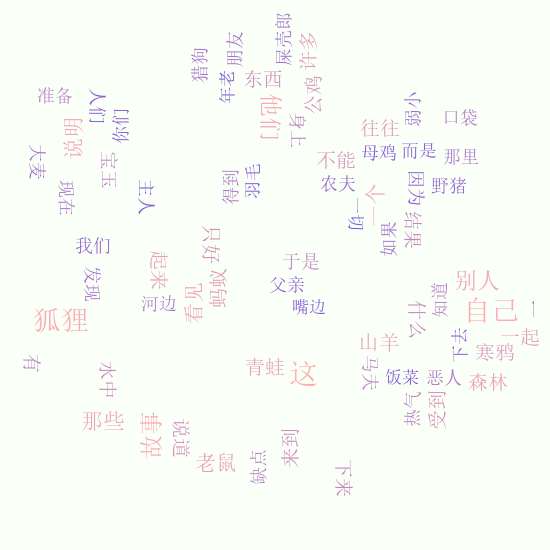 屎壳郎
朋友
许多
猎狗
年老
东西
公鸡
准备
人们
他们
小弱
口袋
你们
说明
身上
往往
不能
母鸡
而是
那里
大麦
宝玉
得到
羽毛
农夫
一个
因为
野猪
现在
主人
一切
如果
结果
我们
只好
起来
于是
发现
蚂蚁
看见
父亲
别人
知道
河边
嘴边
自己
一
狐狸
什么
山羊
下去
一起
寒鸦
有
水中
青蛙
这
马夫
饭菜
恶人
森林
那些
故事
说道
热气
受到
老鼠
缺点
来到
下来